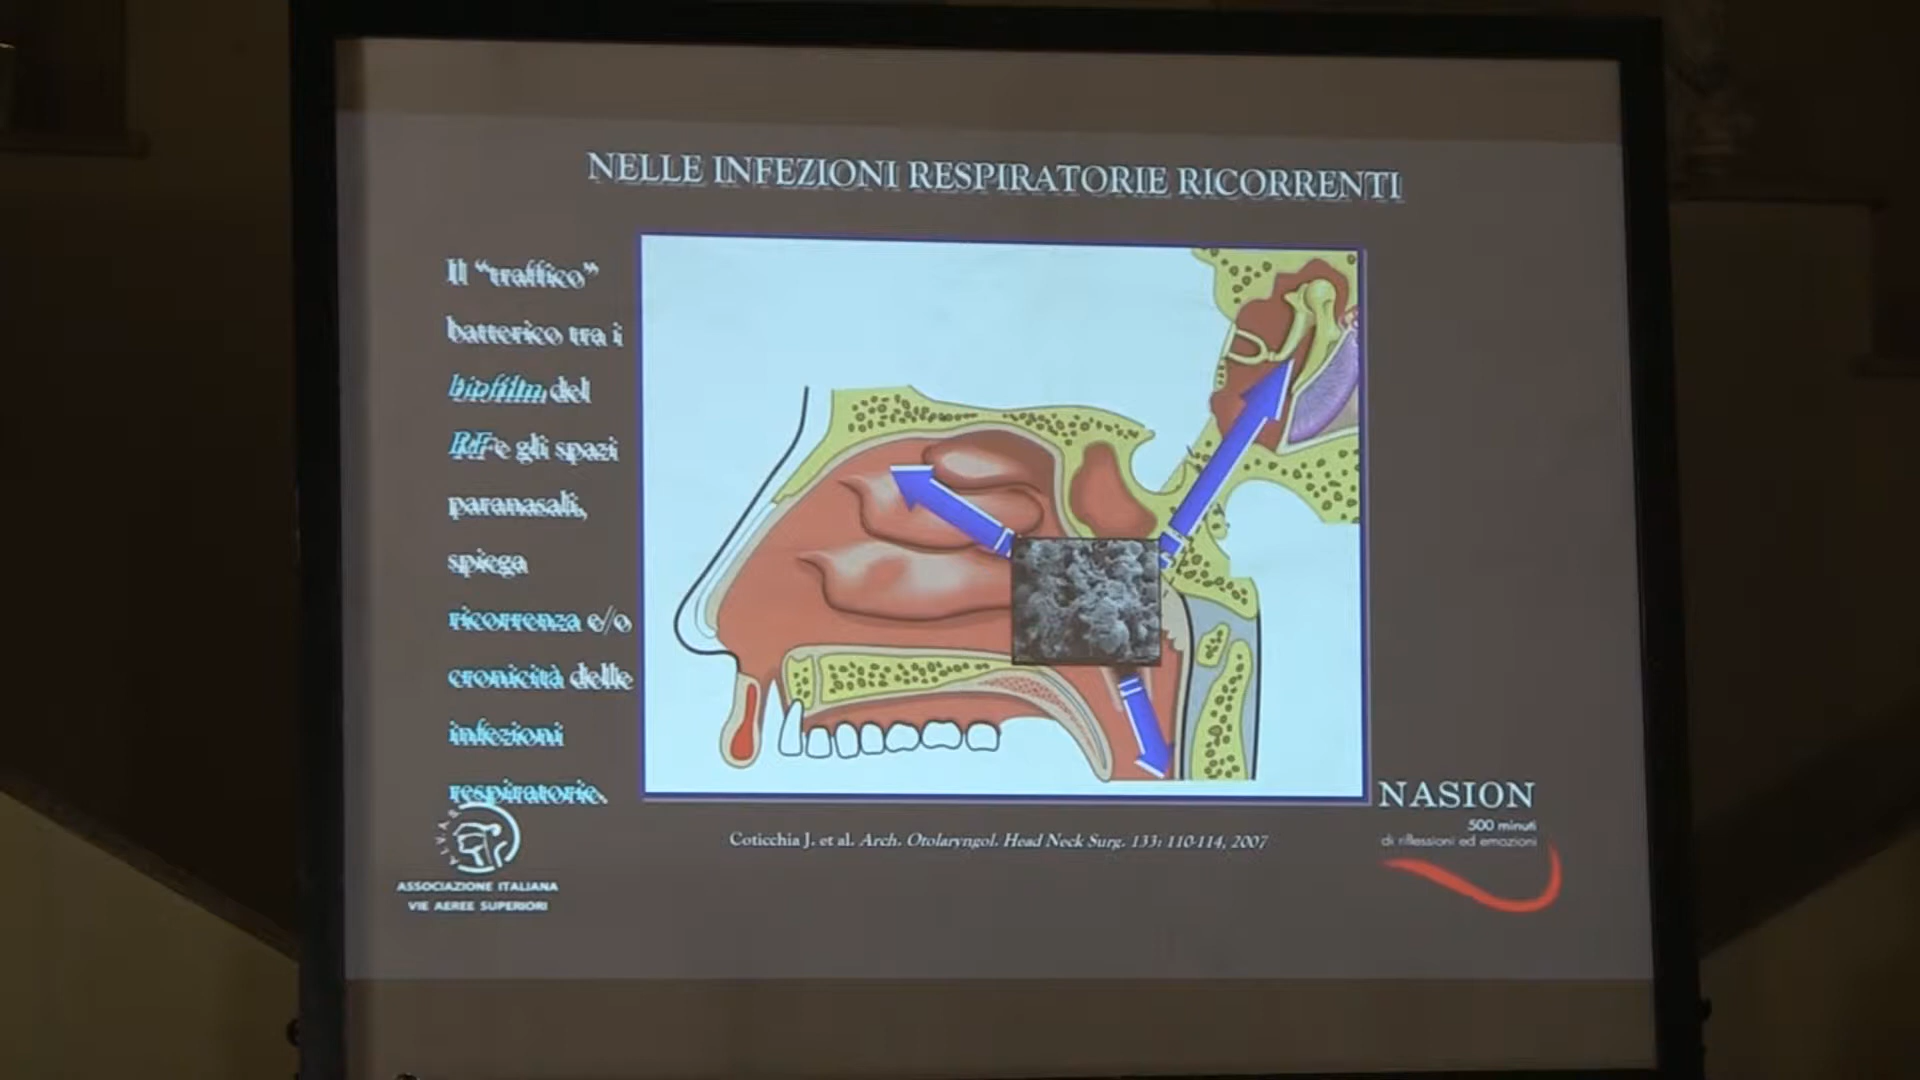 NELLE INFEZIONI RESPIRATORIE RICORRENTI
Il “traffico”
batterico tra i
biofilm del
RF e gli spazi
paranasali,
spiega
ricorrenza e/o
cronicità delle
infezioni
respiratorie.
Coticchia J. et al. Arch. Otolaryngol. Head Neck Surg. 133: 110-114, 2007
A.I.V.A.S.
ASSOCIAZIONE ITALIANA
VIE AEREE SUPERIORI
NASION
500 minuti
di riflessioni ed emozioni